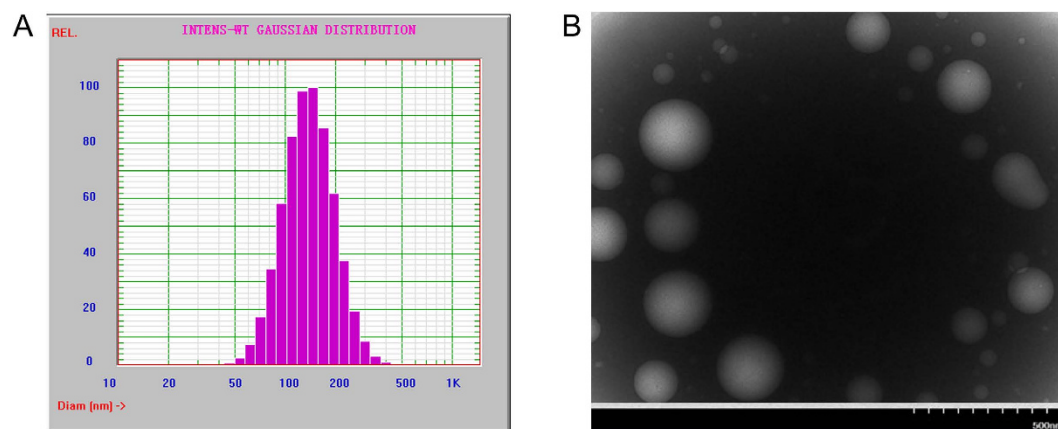 A
REL.
INTENS-WT GAUSSIAN DISTRIBUTION
100
80
60
40
20
0
10 20 50 100 200 500 1K
Diam (nm) ->
B
500nm